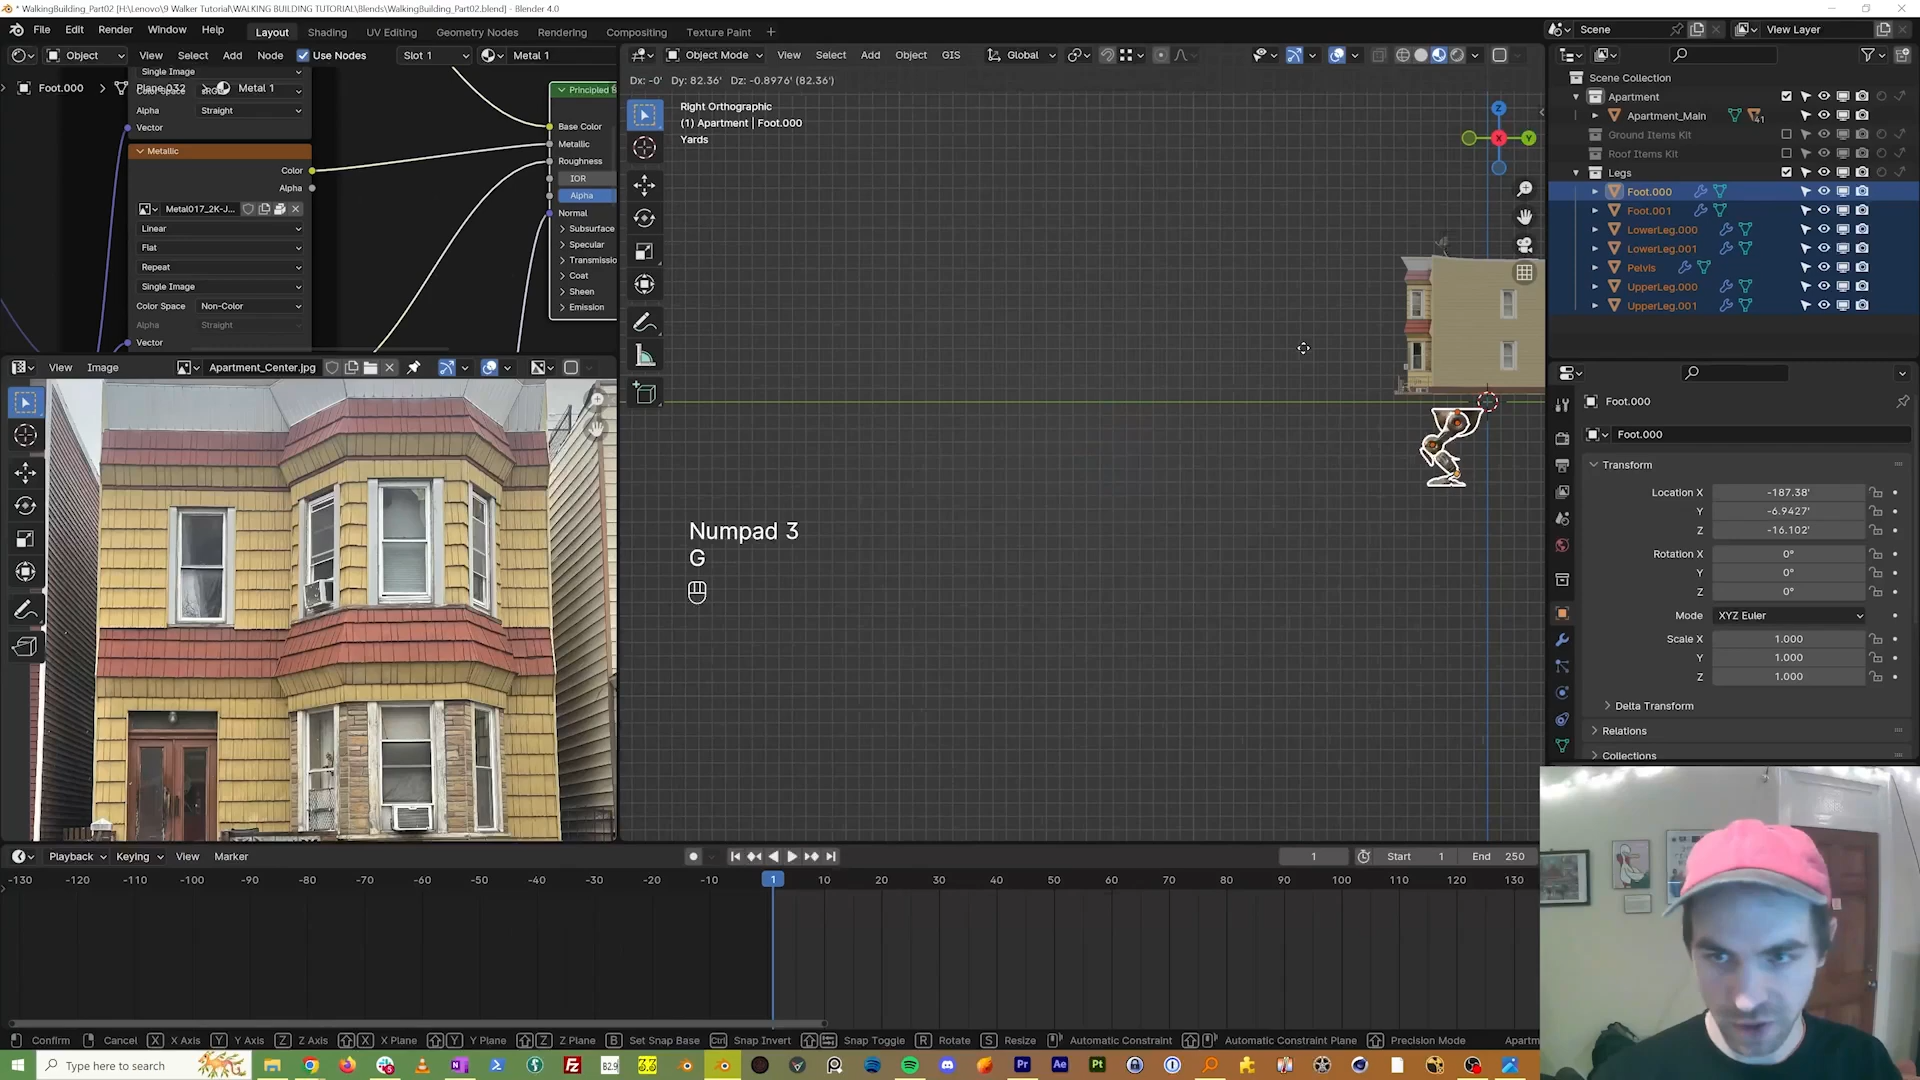 * WalkingBuilding_Part02 [H:\Lenovo\9 Walker Tutorial\WALKING BUILDING TUTORIAL\Blends\WalkingBuilding_Part02.blend] - Blender 4.0
File Edit Render Window Help Layout Shading UV Editing Geometry Nodes Rendering Compositing Texture Paint + Scene View Layer
Object View Select Add Node Use Nodes Slot 1 Metal 1 Object Mode View Select Add Object GIS Global
Single Image
Foot.000 > Plane.032 > Metal 1
Alpha Straight
Vector
Metallic
Color
Alpha
Metal017_2K-J...
Linear
Flat
Repeat
Single Image
Color Space Non-Color
Alpha Straight
Vector
Principled
Base Color
Metallic
Roughness
IOR
Alpha
Normal
Subsurface
Specular
Transmissio
Coat
Sheen
Emission
Dx: -0' Dy: 82.36' Dz: -0.8976' (82.36')
Right Orthographic
(1) Apartment | Foot.000
Yards
Z
Y
X
Numpad 3
G
Scene Collection
Apartment
Apartment_Main 41
Ground Items Kit
Roof Items Kit
Legs
Foot.000
Foot.001
LowerLeg.000
LowerLeg.001
Pelvis
UpperLeg.000
UpperLeg.001
View Image Apartment_Center.jpg
Foot.000
Foot.000
Transform
Location X -187.38'
Y -6.9427'
Z -16.102'
Rotation X 0°
Y 0°
Z 0°
Mode XYZ Euler
Scale X 1.000
Y 1.000
Z 1.000
Delta Transform
Relations
Collections
Playback Keying View Marker 1 Start 1 End 250
-130 -120 -110 -100 -90 -80 -70 -60 -50 -40 -30 -20 -10 1 10 20 30 40 50 60 70 80 90 100 110 120 130
Confirm Cancel X X Axis Y Y Axis Z Z Axis X X Plane Y Y Plane Z Z Plane B Set Snap Base Ctrl Snap Invert Snap Toggle R Rotate S Resize Automatic Constraint Automatic Constraint Plane Precision Mode Apartm
Type here to search